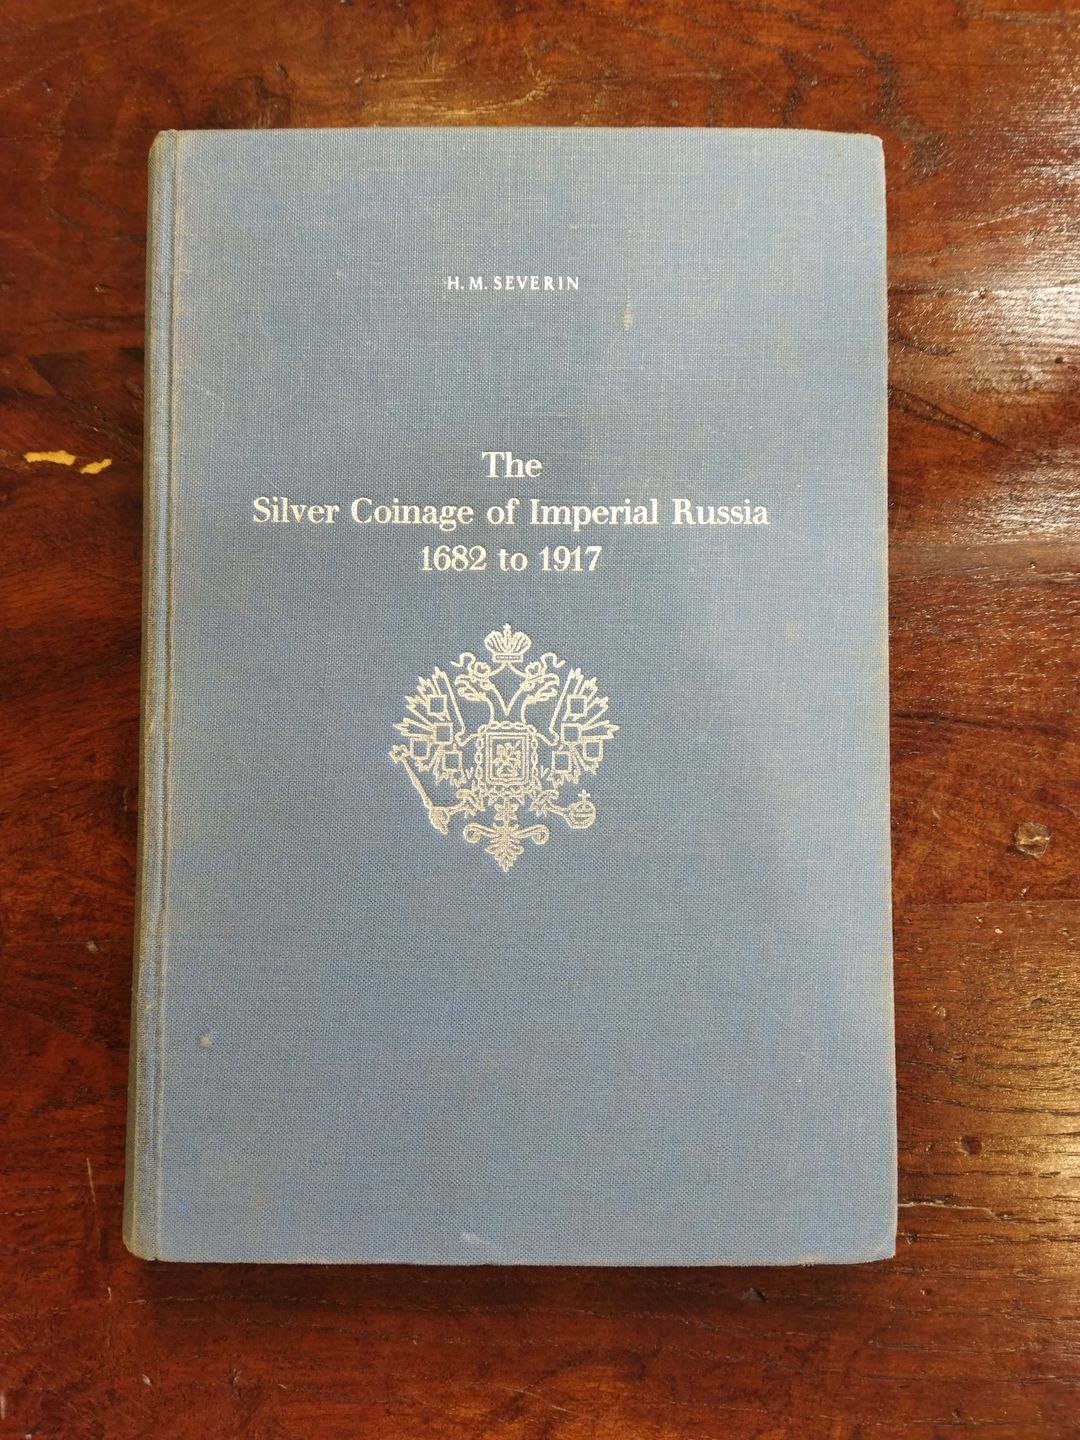 H. M. SEVERIN
The
Silver Coinage of Imperial Russia
1682 to 1917